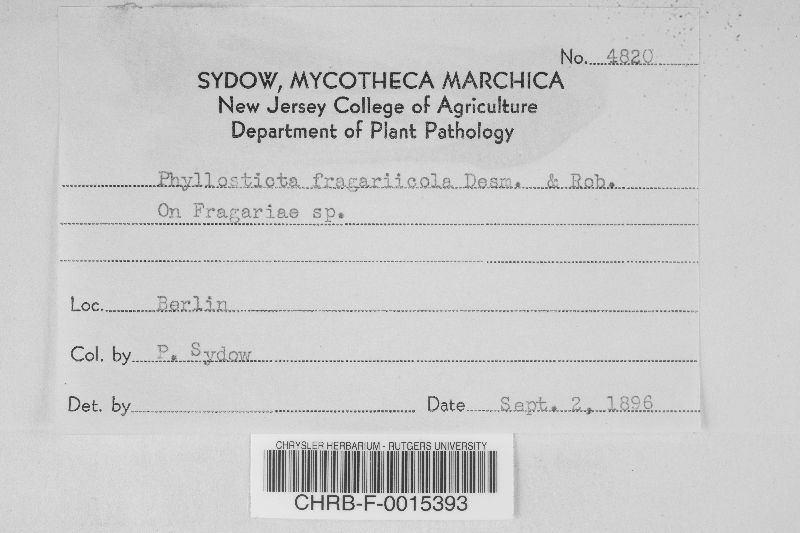 No. 4820
SYDOW, MYCOTHECA MARCHICA
New Jersey College of Agriculture
Department of Plant Pathology
Phyllosticta fragariicola Desm. & Rob.
On Fragariae sp.
Loc. Berlin
Col. by P. Sydow
Det. by
Date Sept. 2, 1896
CHRYSLER HERBARIUM - RUTGERS UNIVERSITY
CHRB-F-0015393